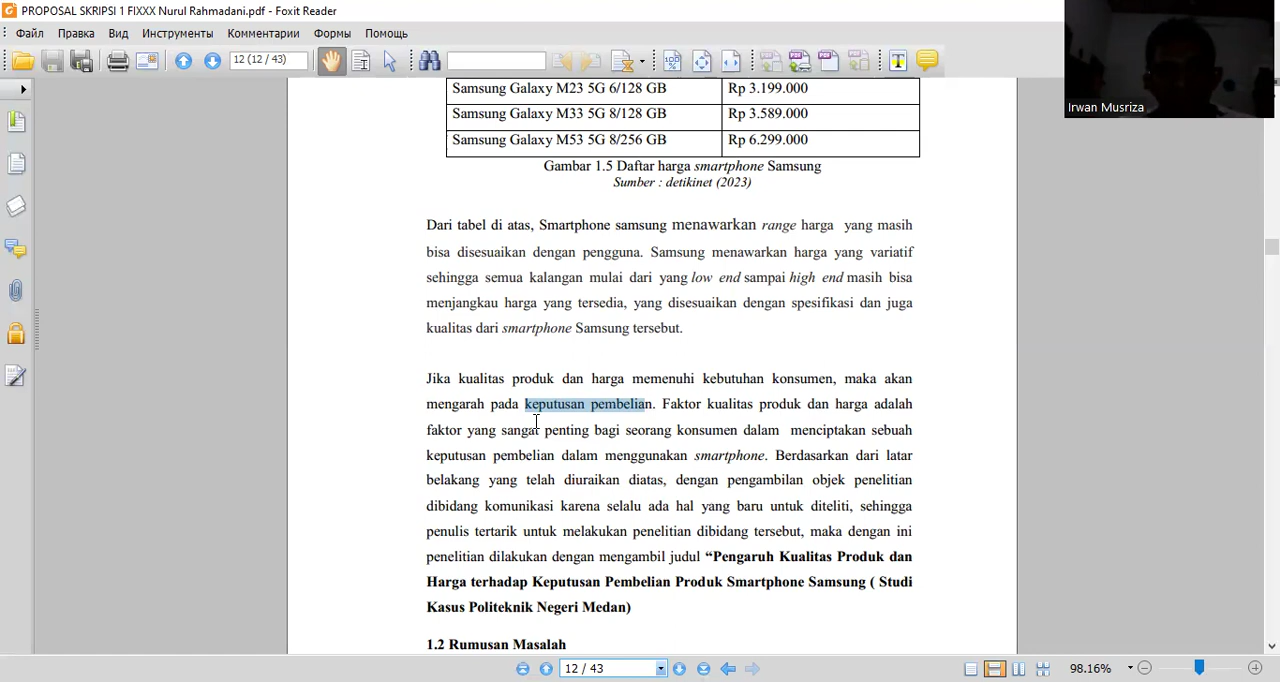 PROPOSAL SKRIPSI 1 FIXXX Nurul Rahmadani.pdf - Foxit Reader
Файл Правка Вид Инструменты Комментарии Формы Помощь
12 (12 / 43)
Irwan Musriza
Samsung Galaxy M23 5G 6/128 GB Rp 3.199.000
Samsung Galaxy M33 5G 8/128 GB Rp 3.589.000
Samsung Galaxy M53 5G 8/256 GB Rp 6.299.000
Gambar 1.5 Daftar harga smartphone Samsung
Sumber : detikinet (2023)
Dari tabel di atas, Smartphone samsung menawarkan range harga yang masih
bisa disesuaikan dengan pengguna. Samsung menawarkan harga yang variatif
sehingga semua kalangan mulai dari yang low end sampai high end masih bisa
menjangkau harga yang tersedia, yang disesuaikan dengan spesifikasi dan juga
kualitas dari smartphone Samsung tersebut.
Jika kualitas produk dan harga memenuhi kebutuhan konsumen, maka akan
mengarah pada keputusan pembelian. Faktor kualitas produk dan harga adalah
faktor yang sangat penting bagi seorang konsumen dalam menciptakan sebuah
keputusan pembelian dalam menggunakan smartphone. Berdasarkan dari latar
belakang yang telah diuraikan diatas, dengan pengambilan objek penelitian
dibidang komunikasi karena selalu ada hal yang baru untuk diteliti, sehingga
penulis tertarik untuk melakukan penelitian dibidang tersebut, maka dengan ini
penelitian dilakukan dengan mengambil judul “Pengaruh Kualitas Produk dan
Harga terhadap Keputusan Pembelian Produk Smartphone Samsung ( Studi
Kasus Politeknik Negeri Medan)
1.2 Rumusan Masalah
12 / 43
98.16%